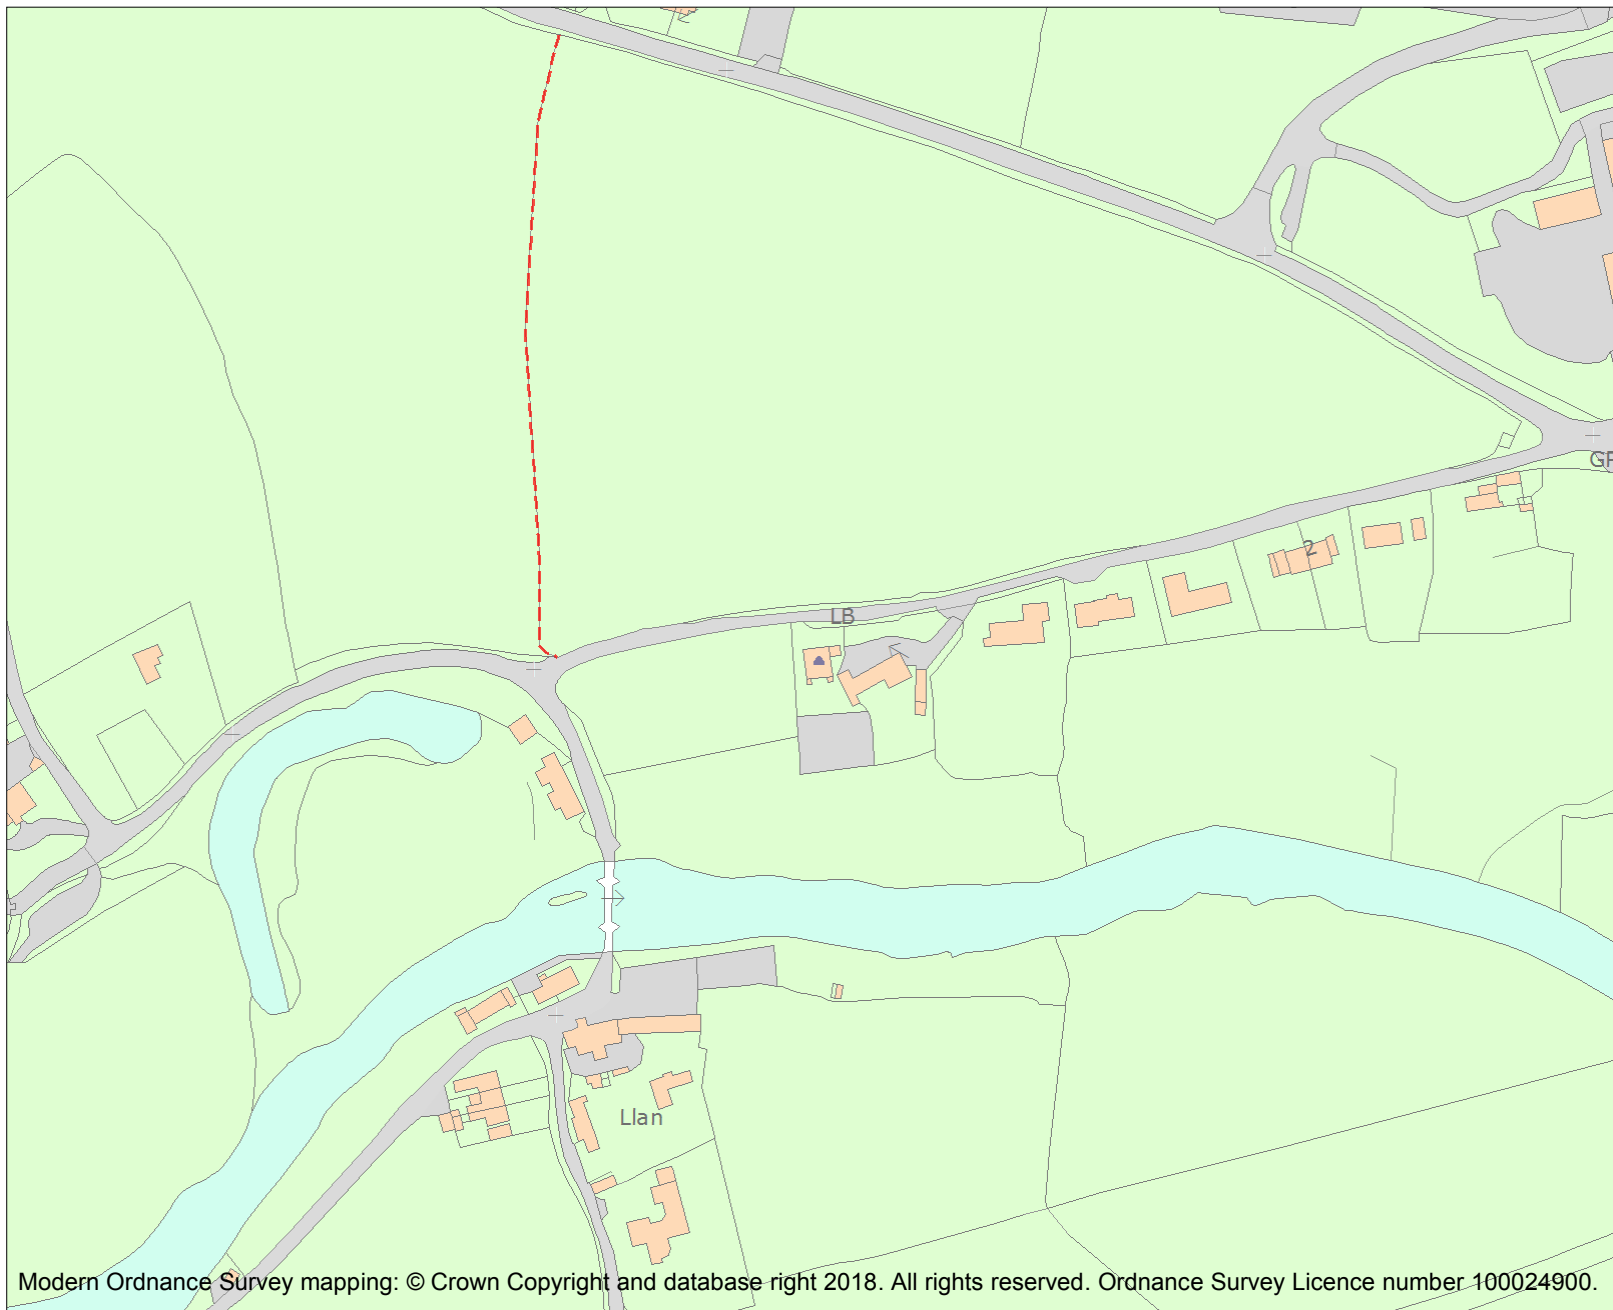 GR
2
LB
Llan
Modern Ordnance Survey mapping: © Crown Copyright and database right 2018. All rights reserved. Ordnance Survey Licence number 100024900.